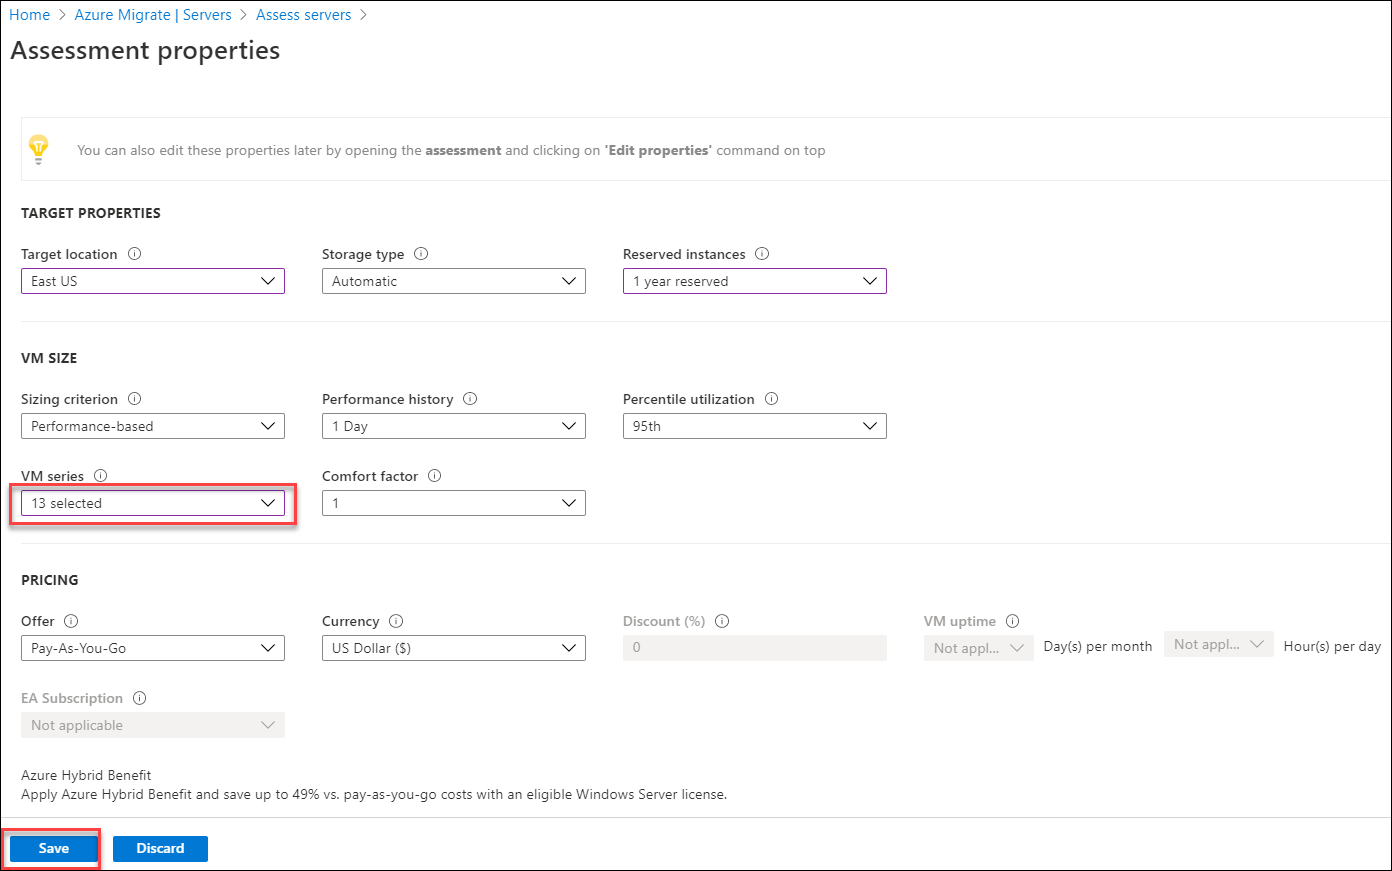 Home > Azure Migrate | Servers > Assess servers >
Assessment properties
You can also edit these properties later by opening the assessment and clicking on 'Edit properties' command on top
TARGET PROPERTIES
Target location Storage type Reserved instances
East US Automatic 1 year reserved
VM SIZE
Sizing criterion Performance history Percentile utilization
Performance-based 1 Day 95th
VM series Comfort factor
13 selected 1
PRICING
Offer Currency Discount (%) VM uptime
Pay-As-You-Go US Dollar ($) 0 Not appl... Day(s) per month Not appl... Hour(s) per day
EA Subscription
Not applicable
Azure Hybrid Benefit
Apply Azure Hybrid Benefit and save up to 49% vs. pay-as-you-go costs with an eligible Windows Server license.
Save Discard